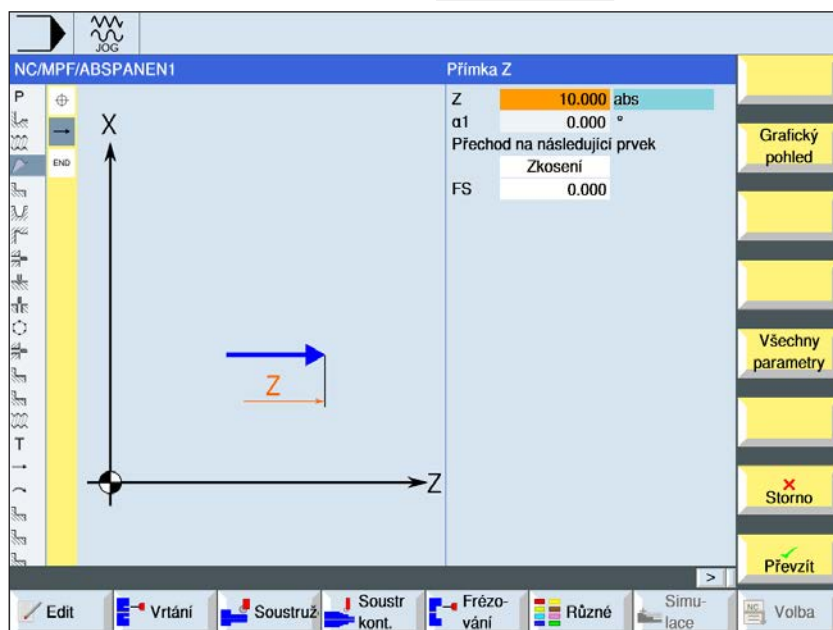 JOG
NC/MPF/ABSPANEN1
Přímka Z
P
END
T
X
Z
Z
Z 10.000 abs
α1 0.000 °
Přechod na následující prvek
Zkosení
FS 0.000
Grafický
pohled
Všechny
parametry
Storno
Převzít
>
Edit
Vrtání
Soustruž
Soustr
kont.
Frézo-
vání
Různé
Simu-
lace
NC
Volba